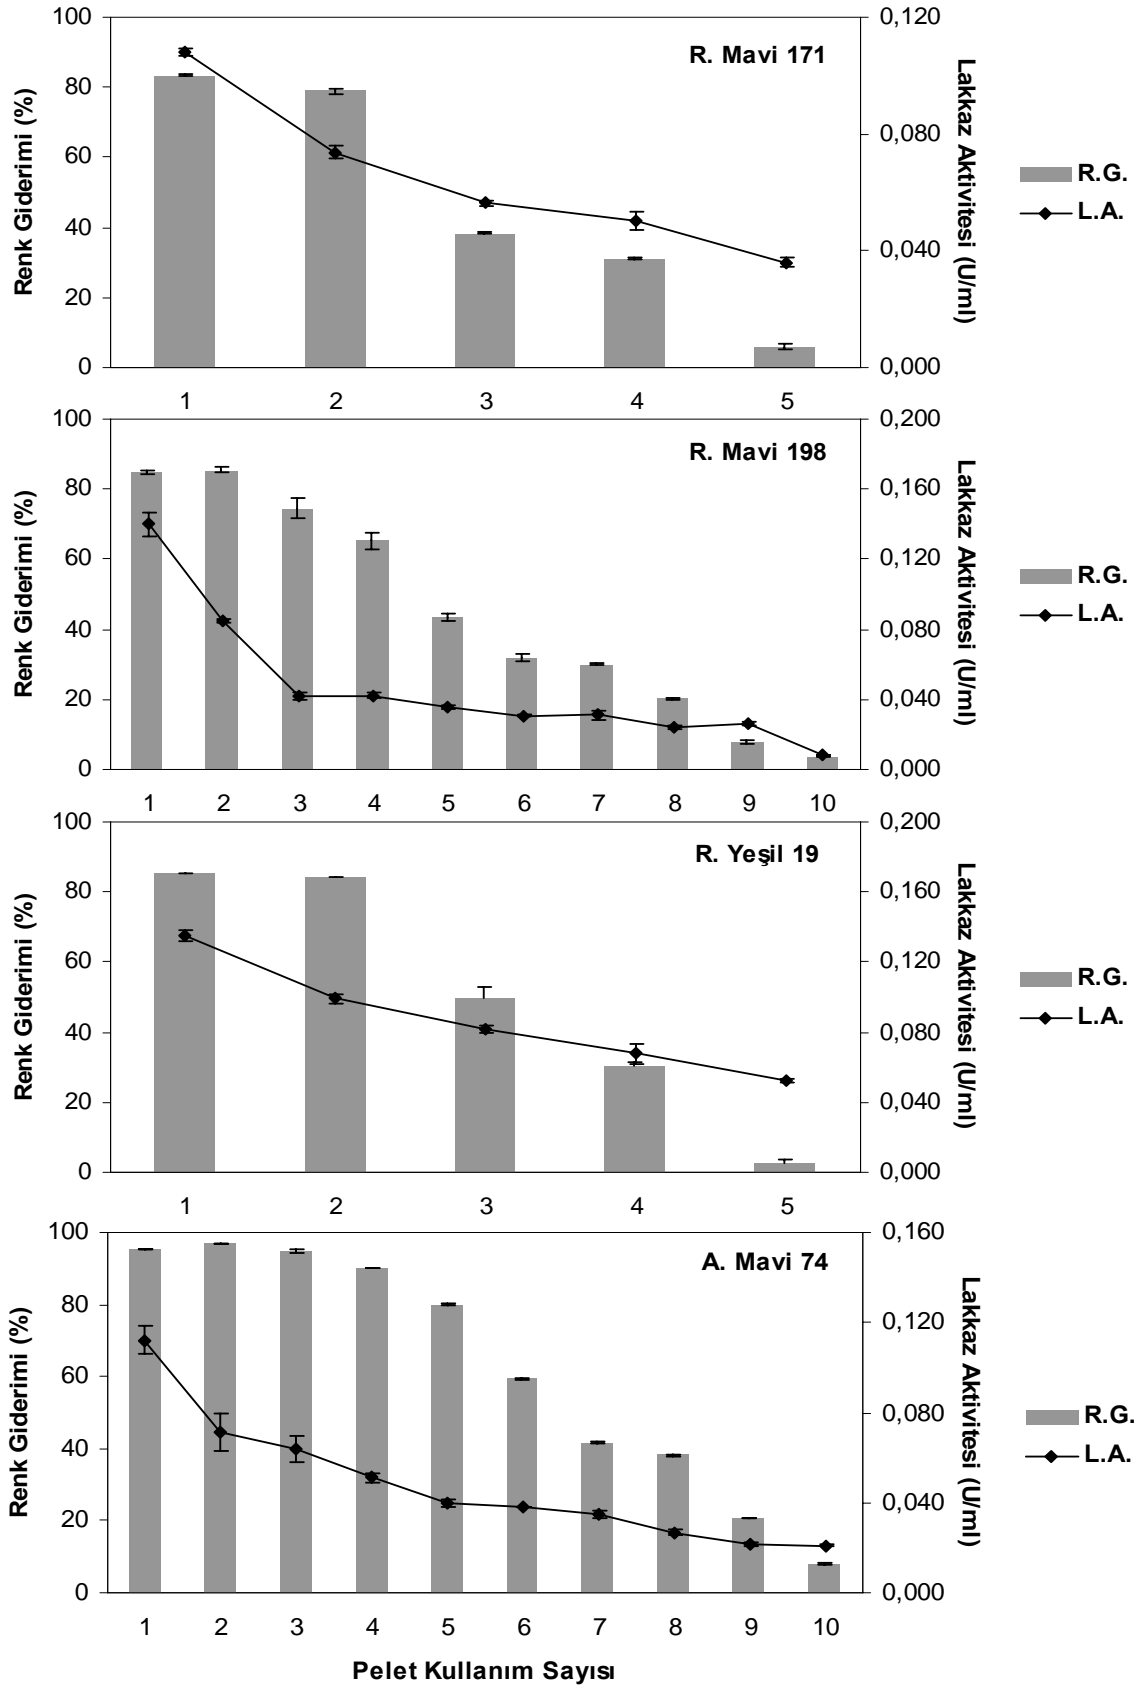 R. Mavi 171
Renk Giderimi (%)
100
80
60
40
20
0
Lakkaz Aktivitesi (U/ml)
0,120
0,080
0,040
0,000
1 2 3 4 5
R.G.
L.A.
R. Mavi 198
Renk Giderimi (%)
100
80
60
40
20
0
Lakkaz Aktivitesi (U/ml)
0,200
0,160
0,120
0,080
0,040
0,000
1 2 3 4 5 6 7 8 9 10
R.G.
L.A.
R. Yeşil 19
Renk Giderimi (%)
100
80
60
40
20
0
Lakkaz Aktivitesi (U/ml)
0,200
0,160
0,120
0,080
0,040
0,000
1 2 3 4 5
R.G.
L.A.
A. Mavi 74
Renk Giderimi (%)
100
80
60
40
20
0
Lakkaz Aktivitesi (U/ml)
0,160
0,120
0,080
0,040
0,000
1 2 3 4 5 6 7 8 9 10
R.G.
L.A.
Pelet Kullanım Sayısı